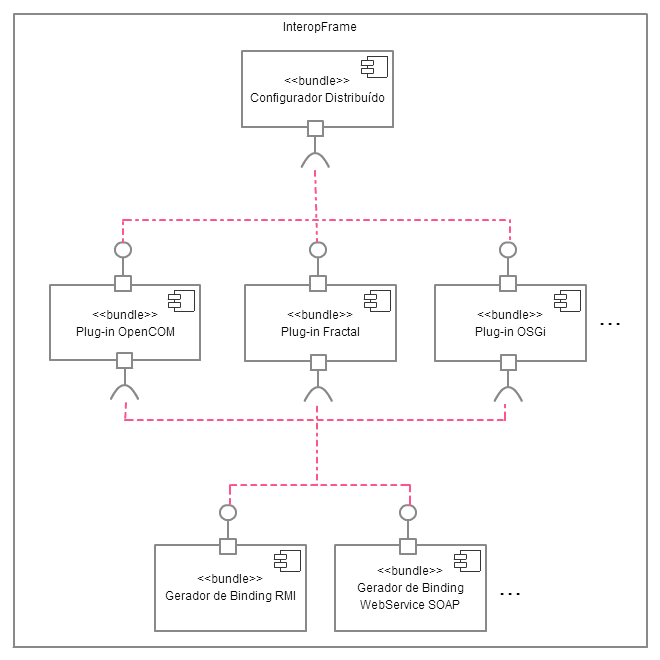 InteropFrame
<<bundle>>
Configurador Distribuído
<<bundle>>
Plug-in OpenCOM
<<bundle>>
Plug-in Fractal
<<bundle>>
Plug-in OSGi
...
<<bundle>>
Gerador de Binding RMI
<<bundle>>
Gerador de Binding
WebService SOAP
...